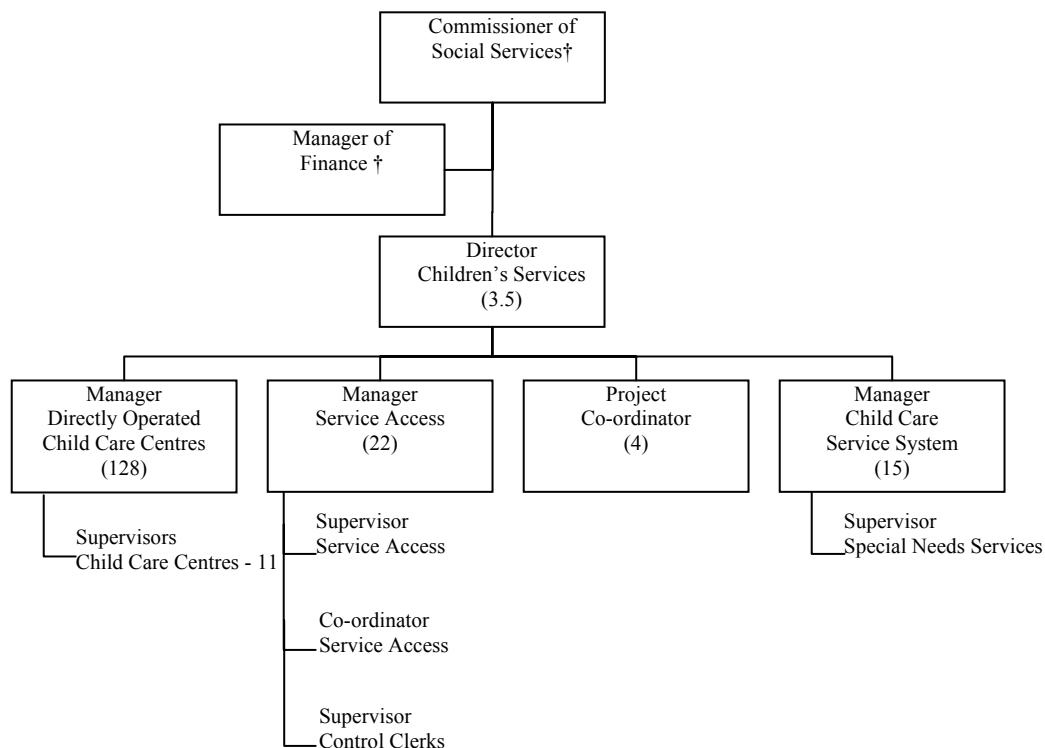 Commissioner of
Social Services†
Manager of
Finance †
Director
Children’s Services
(3.5)
Manager
Directly Operated
Child Care Centres
(128)
Manager
Service Access
(22)
Project
Co-ordinator
(4)
Manager
Child Care
Service System
(15)
Supervisors
Child Care Centres - 11
Supervisor
Service Access
Co-ordinator
Service Access
Supervisor
Control Clerks
Supervisor
Special Needs Services